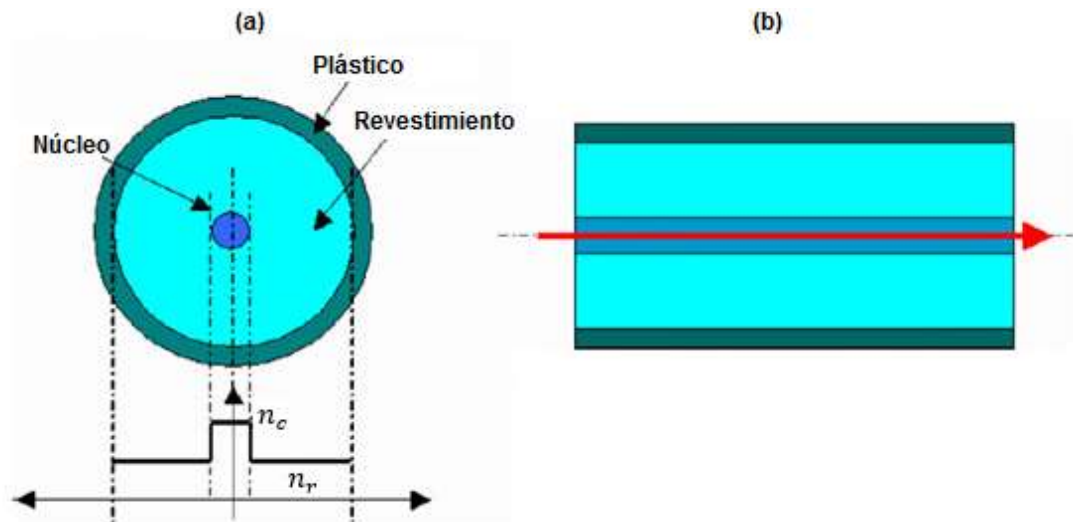 (a)
(b)
Plástico
Revestimiento
Núcleo
n_c
n_r